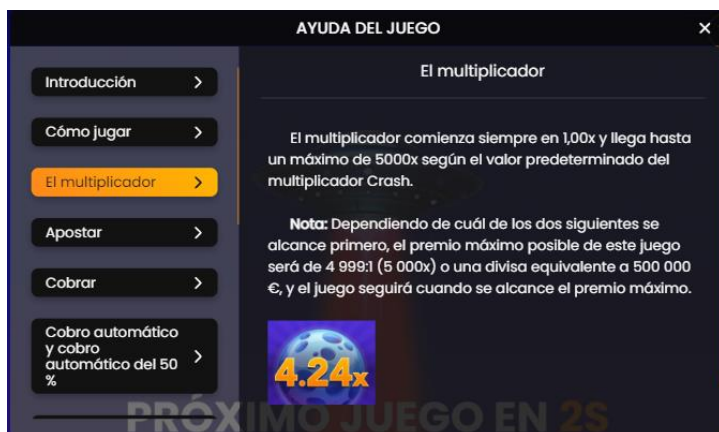 AYUDA DEL JUEGO
×
Introducción >
Cómo jugar >
El multiplicador >
Apostar >
Cobrar >
Cobro automático
y cobro
automático del 50
%
>
El multiplicador
El multiplicador comienza siempre en 1,00x y llega hasta
un máximo de 5000x según el valor predeterminado del
multiplicador Crash.
Nota: Dependiendo de cuál de los dos siguientes se
alcance primero, el premio máximo posible de este juego
será de 4 999:1 (5 000x) o una divisa equivalente a 500 000
€, y el juego seguirá cuando se alcance el premio máximo.
4.24x
PRÓXIMO JUEGO EN 2S